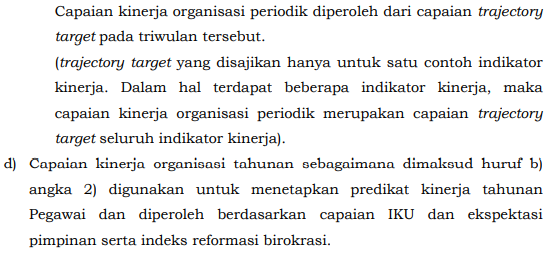 Capaian kinerja organisasi periodik diperoleh dari capaian trajectory
target pada triwulan tersebut.
(trajectory target yang disajikan hanya untuk satu contoh indikator
kinerja. Dalam hal terdapat beberapa indikator kinerja, maka
capaian kinerja organisasi periodik merupakan capaian trajectory
target seluruh indikator kinerja).
d) Capaian kinerja organisasi tahunan sebagaimana dimaksud huruf b)
angka 2) digunakan untuk menetapkan predikat kinerja tahunan
Pegawai dan diperoleh berdasarkan capaian IKU dan ekspektasi
pimpinan serta indeks reformasi birokrasi.